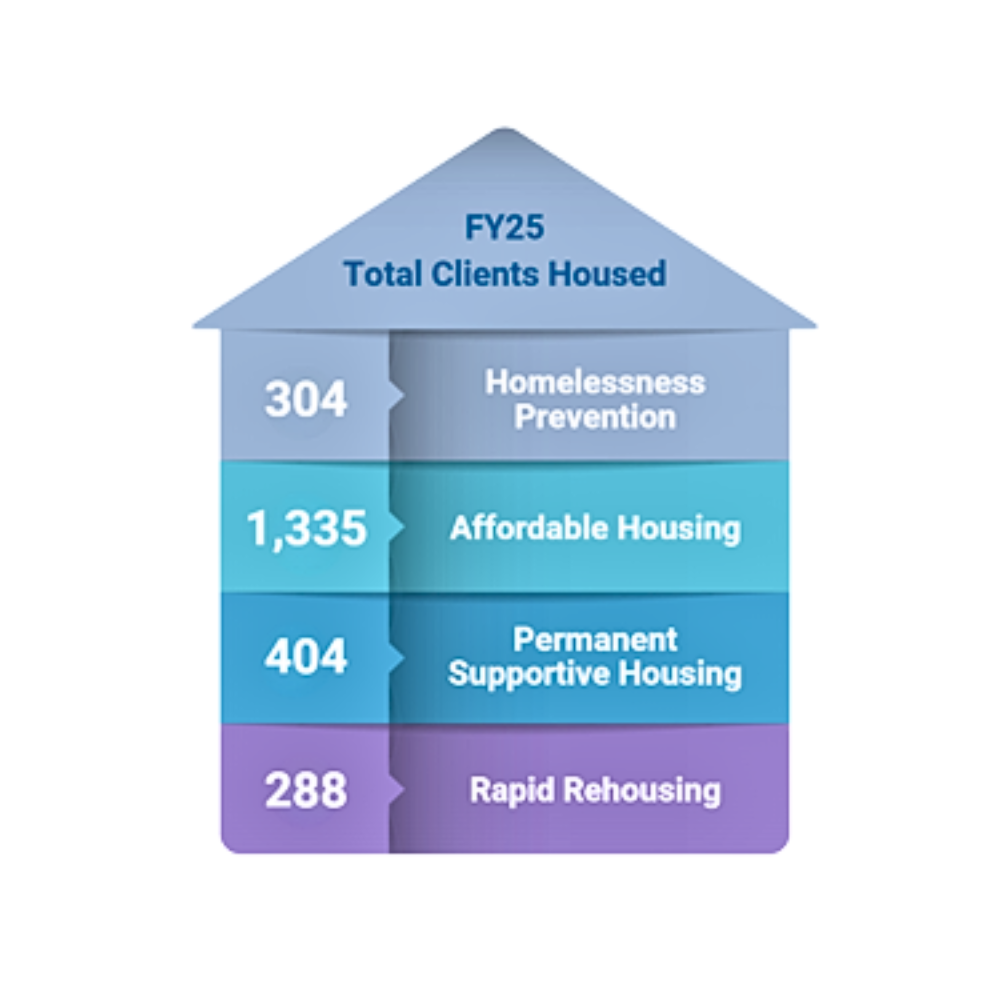 FY25
Total Clients Housed
304
Homelessness
Prevention
1,335
Affordable Housing
404
Permanent
Supportive Housing
288
Rapid Rehousing